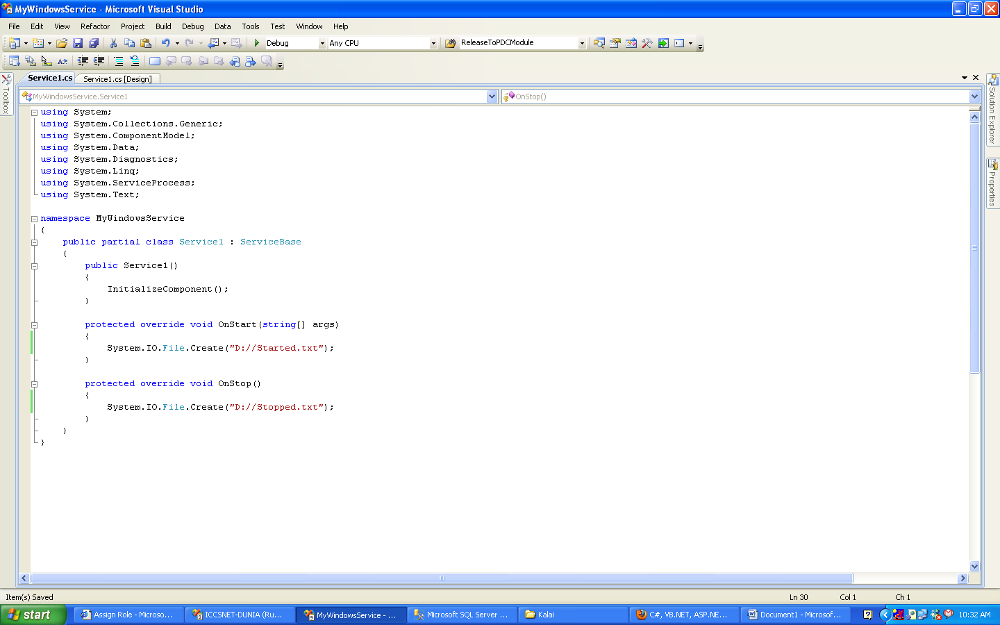 MyWindowsService - Microsoft Visual Studio
File Edit View Refactor Project Build Debug Data Tools Test Window Help
Debug Any CPU ReleaseToPDCModule
Service1.cs Service1.cs [Design]
Toolbox
MyWindowsService.Service1 OnStop()
Solution Explorer
Properties
using System;
using System.Collections.Generic;
using System.ComponentModel;
using System.Data;
using System.Diagnostics;
using System.Linq;
using System.ServiceProcess;
using System.Text;
namespace MyWindowsService
{
public partial class Service1 : ServiceBase
{
public Service1()
{
InitializeComponent();
}
protected override void OnStart(string[] args)
{
System.IO.File.Create("D://Started.txt");
}
protected override void OnStop()
{
System.IO.File.Create("D://Stopped.txt");
}
}
}
Item(s) Saved Ln 30 Col 1 Ch 1
start Assign Role - Microso... ICCSNET-DUNIA (Ru... MyWindowsService - ... Microsoft SQL Server ... Kalai C#, VB.NET, ASP.NE... Document1 - Microsof... 10:32 AM